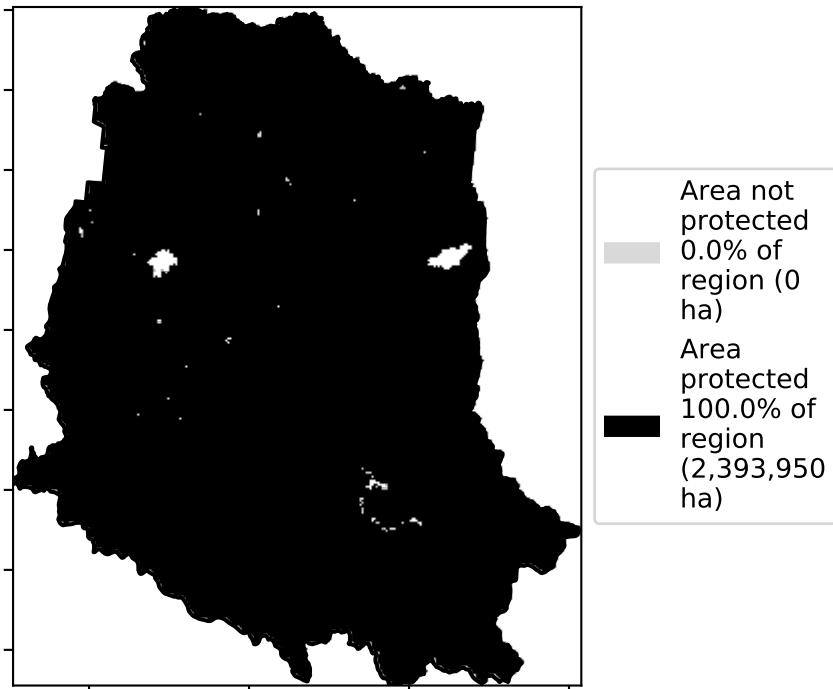 Area not
protected
0.0% of
region (0
ha)
Area
protected
100.0% of
region
(2,393,950
ha)